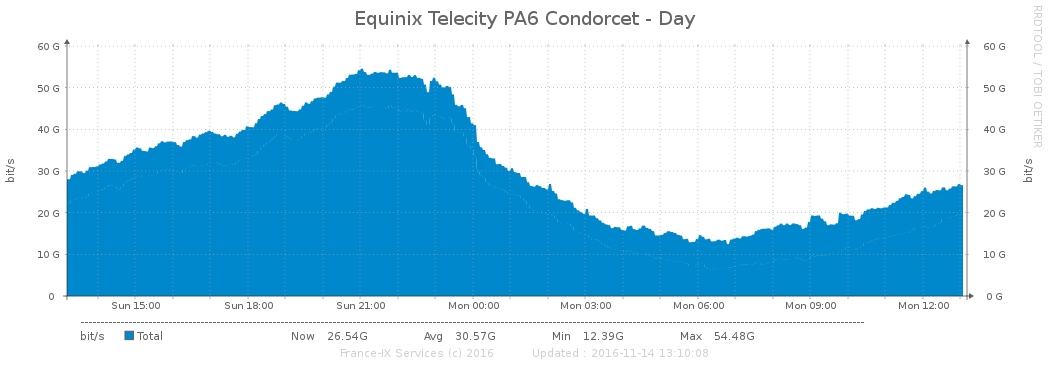 Equinix Telecity PA6 Condorcet - Day
RRDTOOL / TOBI OETIKER
60 G 60 G
50 G 50 G
40 G 40 G
30 G 30 G
20 G 20 G
10 G 10 G
0 0 G
bit/s bit/s
Sun 15:00 Sun 18:00 Sun 21:00 Mon 00:00 Mon 03:00 Mon 06:00 Mon 09:00 Mon 12:00
bit/s Total Now 26.54G Avg 30.57G Min 12.39G Max 54.48G
France-IX Services (c) 2016 Updated : 2016-11-14 13:10:08